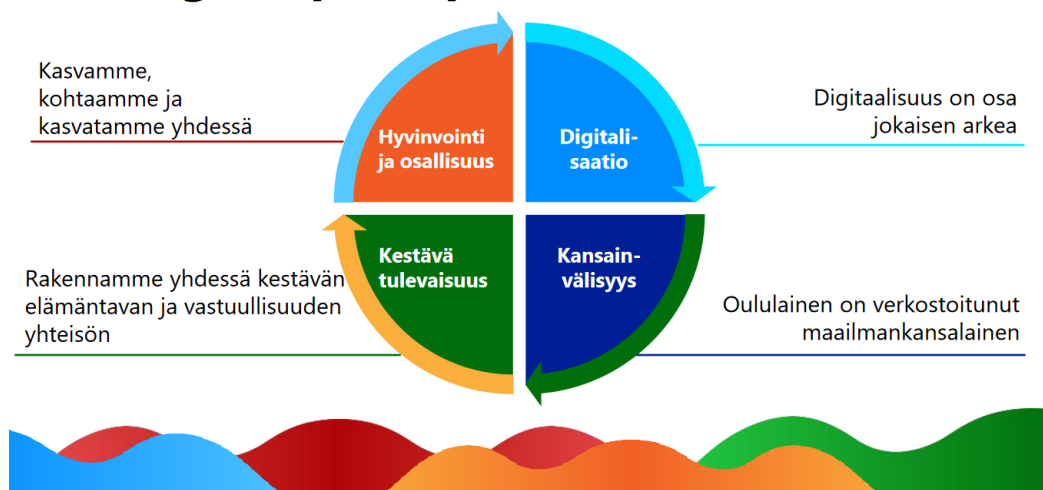 Kasvamme,
kohtaamme ja
kasvatamme yhdessä
Hyvinvointi
ja osallisuus
Digitali-
saatio
Digitaalisuus on osa
jokaisen arkea
Rakennamme yhdessä kestävän
elämäntavan ja vastuullisuuden
yhteisön
Kestävä
tulevaisuus
Kansain-
välisyys
Oululainen on verkostoitunut
maailmankansalainen